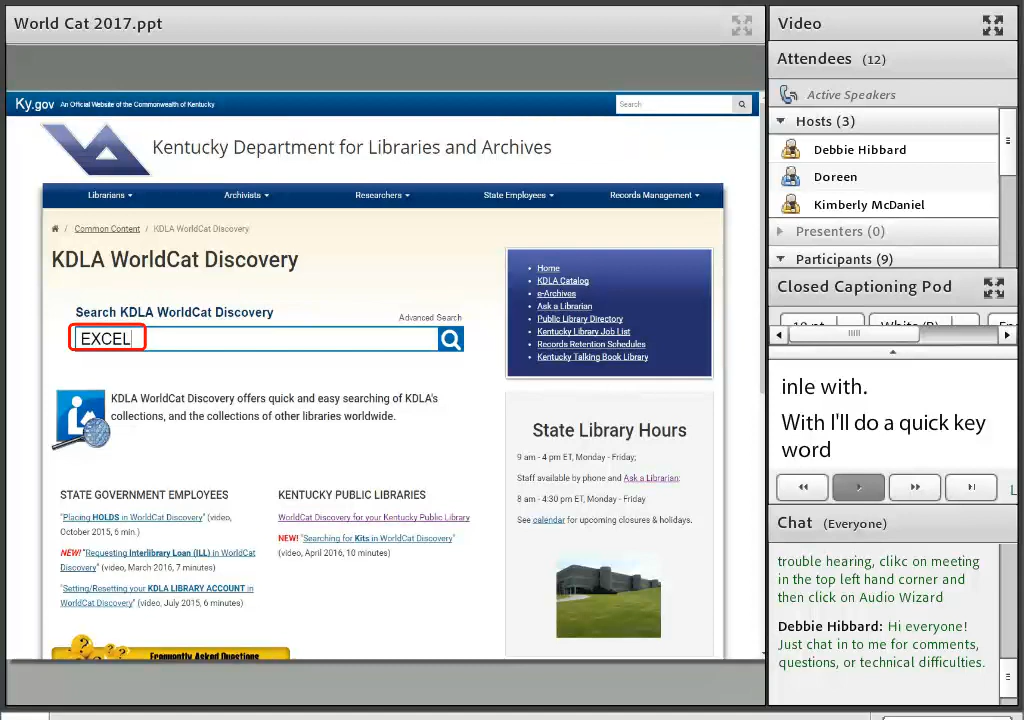 World Cat 2017.ppt
Ky.gov An Official Website of the Commonwealth of Kentucky
Search
Kentucky Department for Libraries and Archives
Librarians
Archivists
Researchers
State Employees
Records Management
Common Content / KDLA WorldCat Discovery
KDLA WorldCat Discovery
Search KDLA WorldCat Discovery
Advanced Search
EXCEL
KDLA WorldCat Discovery offers quick and easy searching of KDLA's
collections, and the collections of other libraries worldwide.
STATE GOVERNMENT EMPLOYEES
"Placing HOLDS in WorldCat Discovery" (video,
October 2015, 6 min.)
NEW! "Requesting Interlibrary Loan (ILL) in WorldCat
Discovery" (video, March 2016, 7 minutes)
"Setting/Resetting your KDLA LIBRARY ACCOUNT in
WorldCat Discovery" (video, July 2015, 6 minutes)
Frequently Asked Questions
KENTUCKY PUBLIC LIBRARIES
WorldCat Discovery for your Kentucky Public Library
NEW! "Searching for Kits in WorldCat Discovery"
(video, April 2016, 10 minutes)
Home
KDLA Catalog
e-Archives
Ask a Librarian
Public Library Directory
Kentucky Library Job List
Records Retention Schedules
Kentucky Talking Book Library
State Library Hours
9 am - 4 pm ET, Monday - Friday;
Staff available by phone and Ask a Librarian:
8 am - 4:30 pm ET, Monday - Friday
See calendar for upcoming closures & holidays.
Video
Attendees (12)
Active Speakers
Hosts (3)
Debbie Hibbard
Doreen
Kimberly McDaniel
Presenters (0)
Participants (9)
Closed Captioning Pod
inle with.
With I'll do a quick key
word
Chat (Everyone)
trouble hearing, clikc on meeting
in the top left hand corner and
then click on Audio Wizard
Debbie Hibbard: Hi everyone!
Just chat in to me for comments,
questions, or technical difficulties.